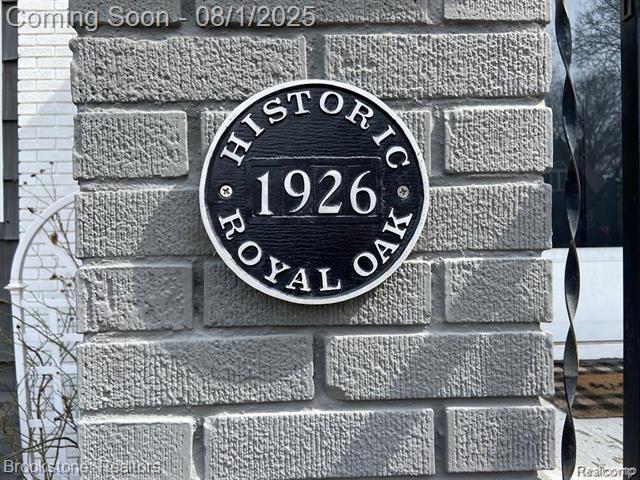 Coming Soon - 08/1/2025
HISTORIC
1926
ROYAL OAK
Brookstone, Realtors
Realcomp